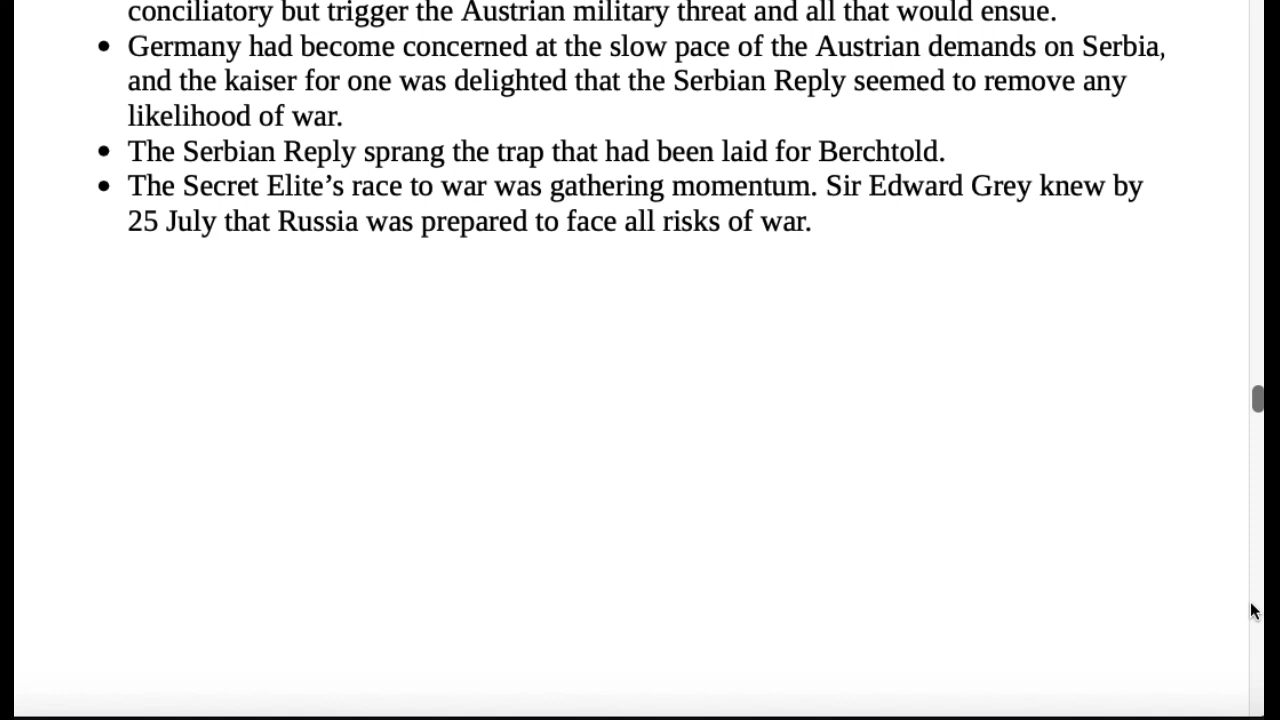 conciliatory but trigger the Austrian military threat and all that would ensue.
• Germany had become concerned at the slow pace of the Austrian demands on Serbia,
and the kaiser for one was delighted that the Serbian Reply seemed to remove any
likelihood of war.
• The Serbian Reply sprang the trap that had been laid for Berchtold.
• The Secret Elite’s race to war was gathering momentum. Sir Edward Grey knew by
25 July that Russia was prepared to face all risks of war.